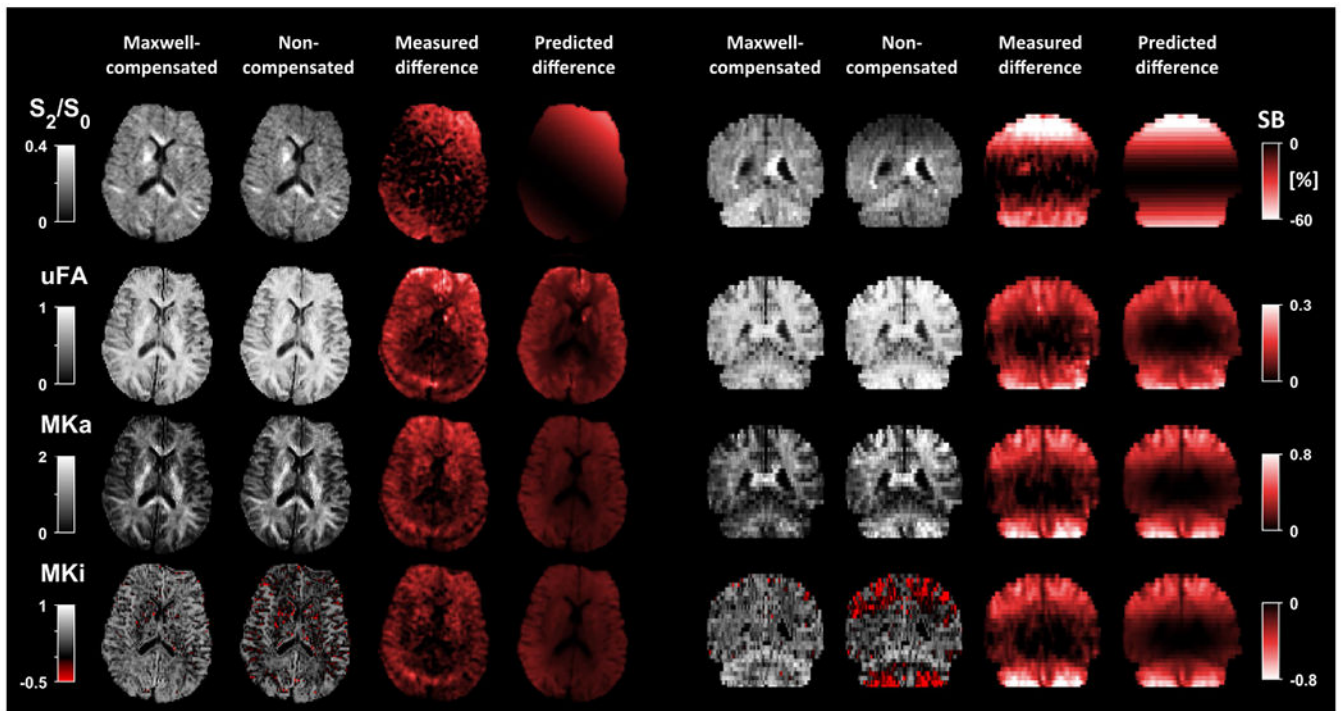 Maxwell- Non- Measured Predicted Maxwell- Non- Measured Predicted
compensated compensated difference difference compensated compensated difference difference
S2/S0 SB
0.4 0
[%]
0 -60
uFA
1 0.3
0 0
MKa
2 0.8
0 0
MKi
1 0
-0.5 -0.8